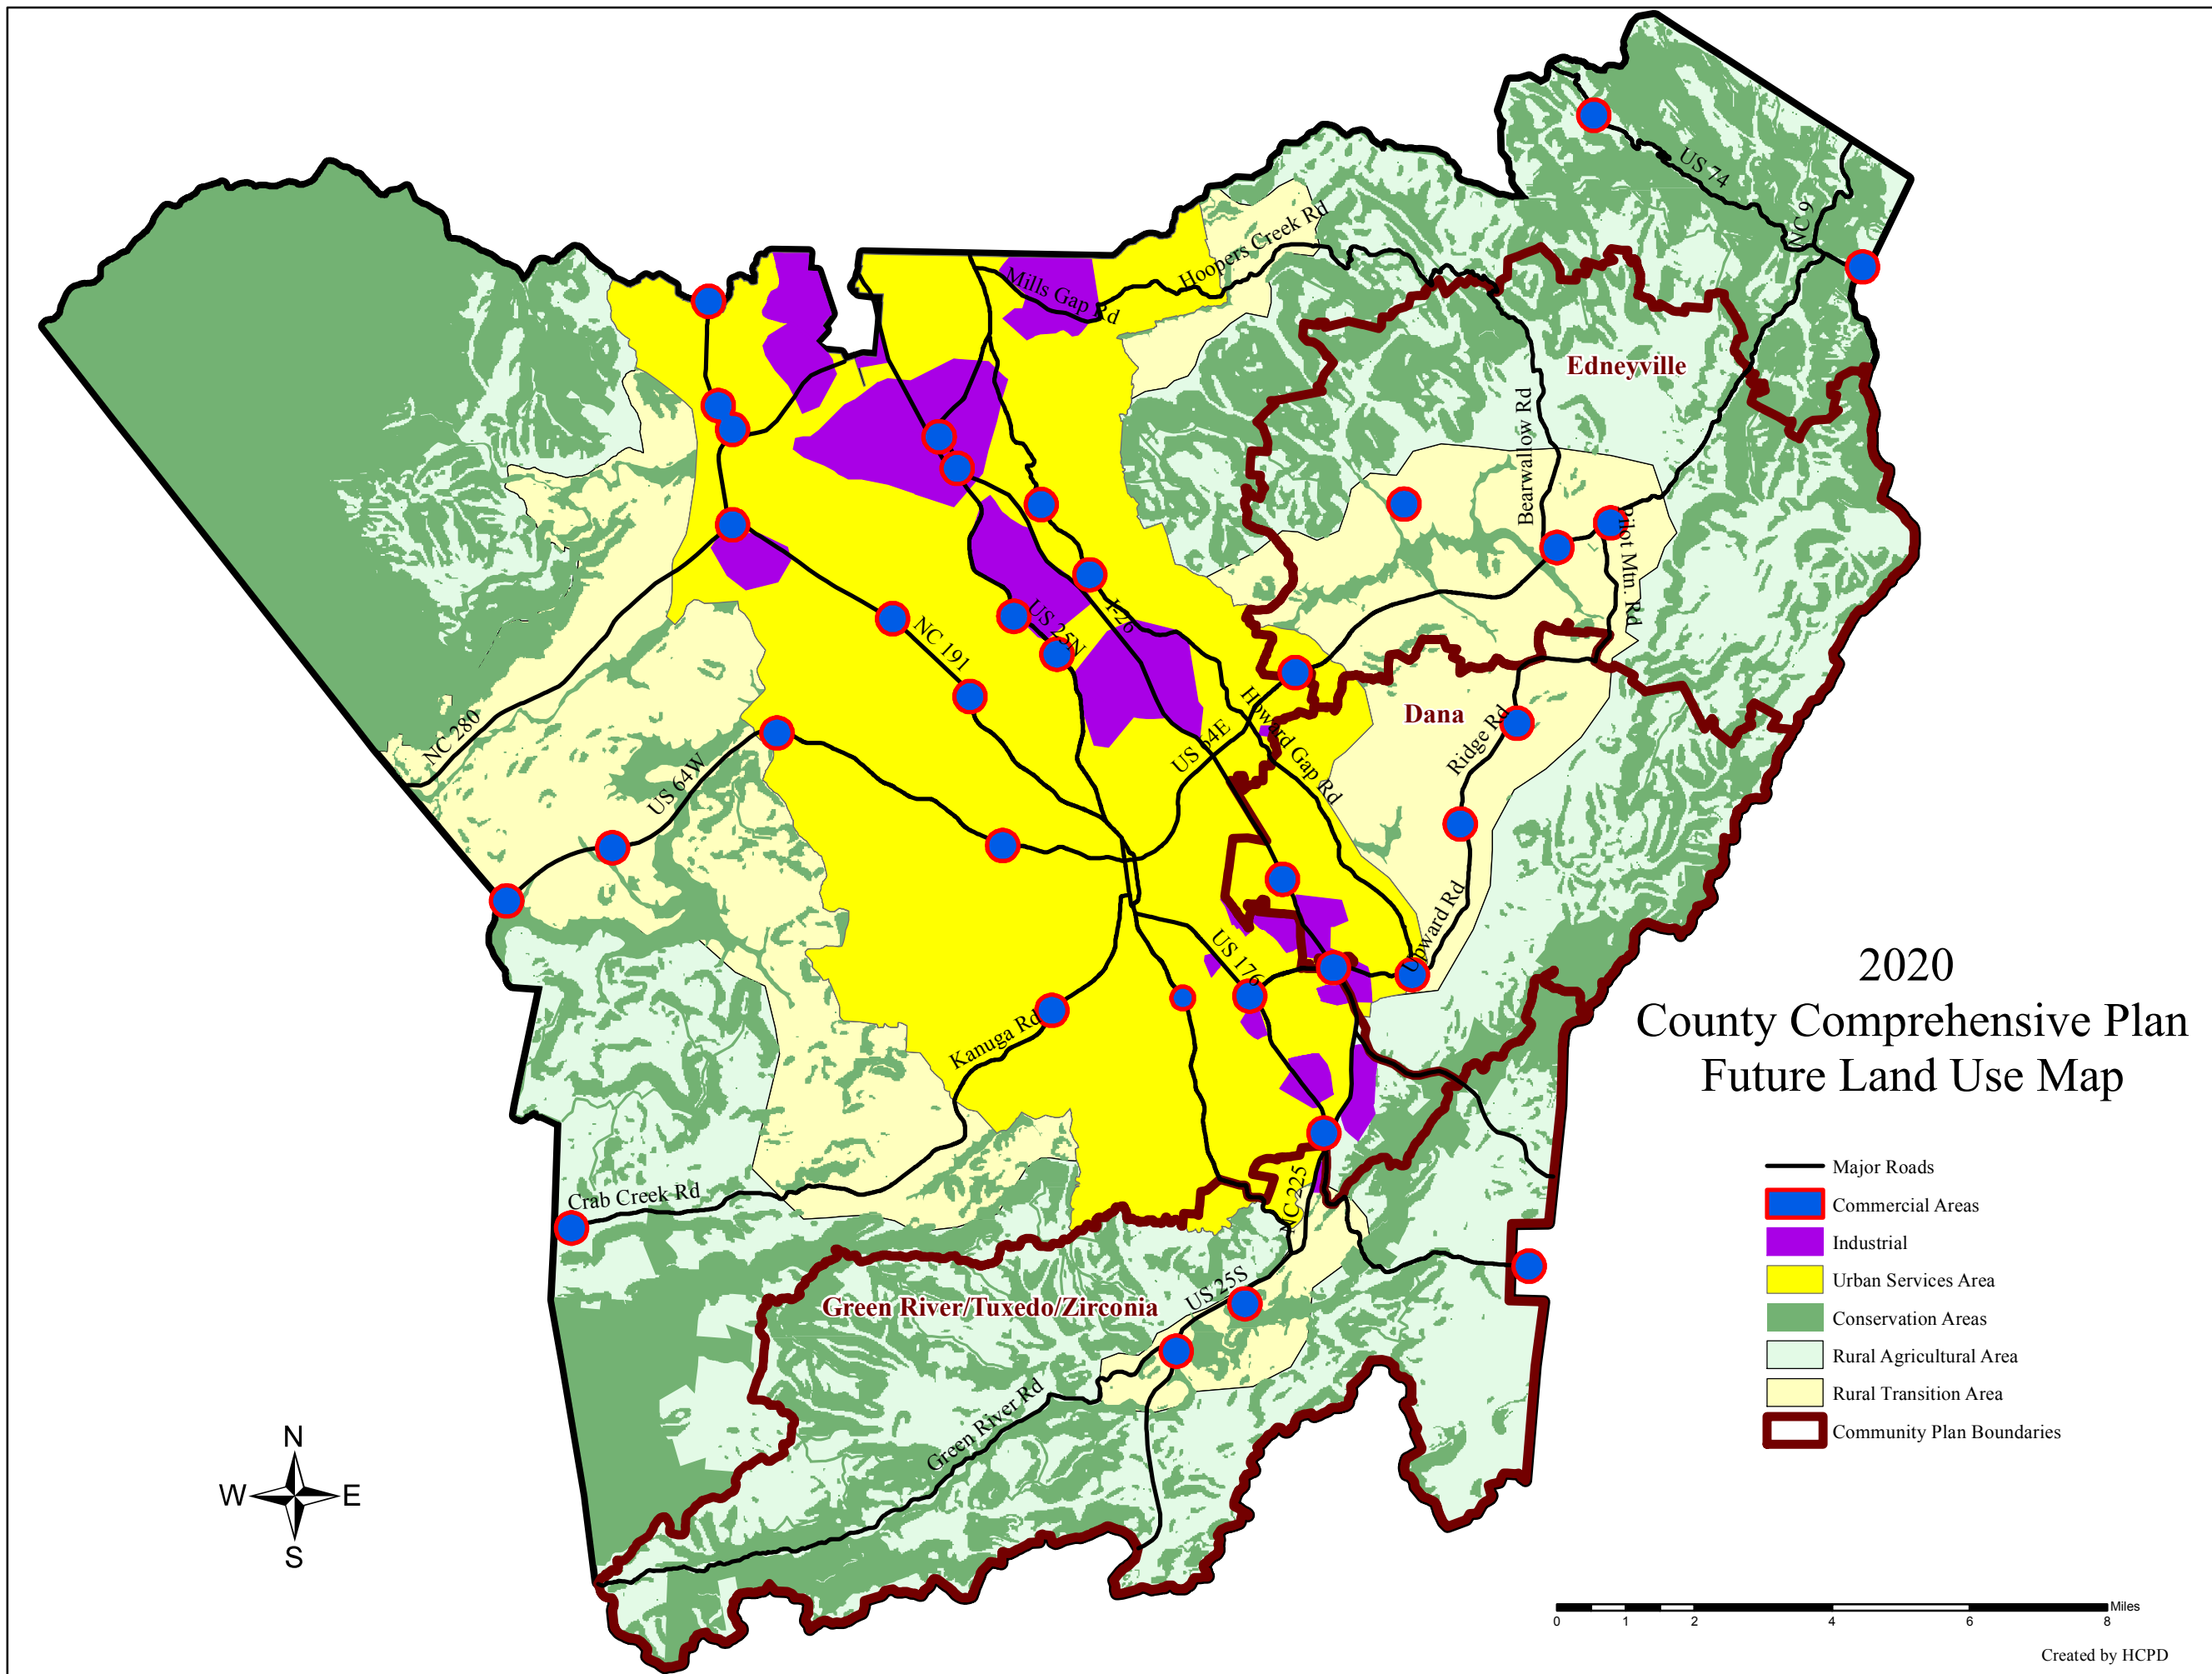 US 74
NC 9
Hoopers Creek Rd
Mills Gap Rd
Edneyville
Bearwallow Rd
Pilot Mtn. Rd
I-26
US 25N
NC 191
Howard Gap Rd
Dana
Ridge Rd
NC 280
US 64W
US 64E
Upward Rd
US 176
Kanuga Rd
Crab Creek Rd
NC 225
US 25S
Green River/Tuxedo/Zirconia
Green River Rd
2020
County Comprehensive Plan
Future Land Use Map
Major Roads
Commercial Areas
Industrial
Urban Services Area
Conservation Areas
Rural Agricultural Area
Rural Transition Area
Community Plan Boundaries
N
W E
S
Miles
0 1 2 4 6 8
Created by HCPD